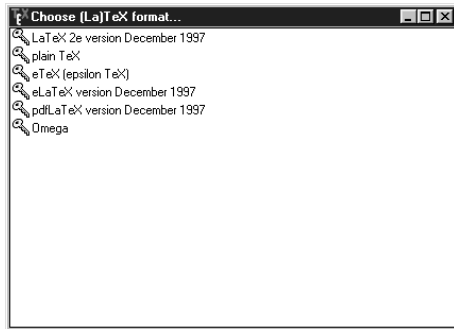 TEX Choose (La)TeX format...
LaTeX 2e version December 1997
plain TeX
eTeX (epsilon TeX)
eLaTeX version December 1997
pdfLaTeX version December 1997
Omega